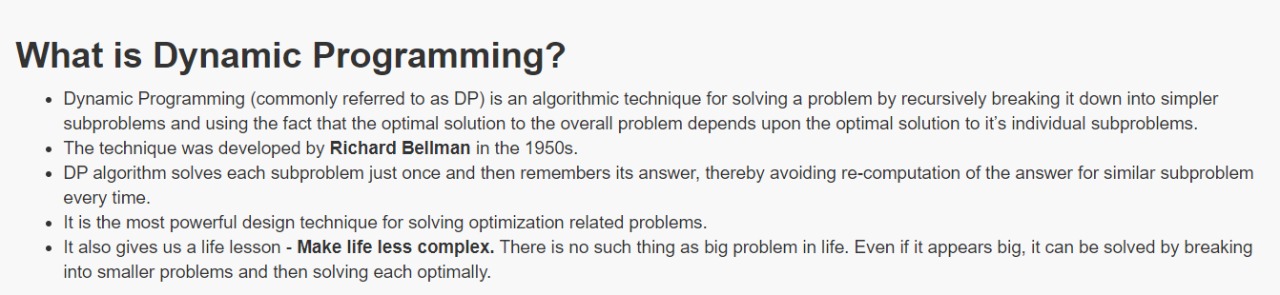 What is Dynamic Programming?
• Dynamic Programming (commonly referred to as DP) is an algorithmic technique for solving a problem by recursively breaking it down into simpler
subproblems and using the fact that the optimal solution to the overall problem depends upon the optimal solution to it's individual subproblems.
• The technique was developed by Richard Bellman in the 1950s.
• DP algorithm solves each subproblem just once and then remembers its answer, thereby avoiding re-computation of the answer for similar subproblem
every time.
• It is the most powerful design technique for solving optimization related problems.
• It also gives us a life lesson - Make life less complex. There is no such thing as big problem in life. Even if it appears big, it can be solved by breaking
into smaller problems and then solving each optimally.